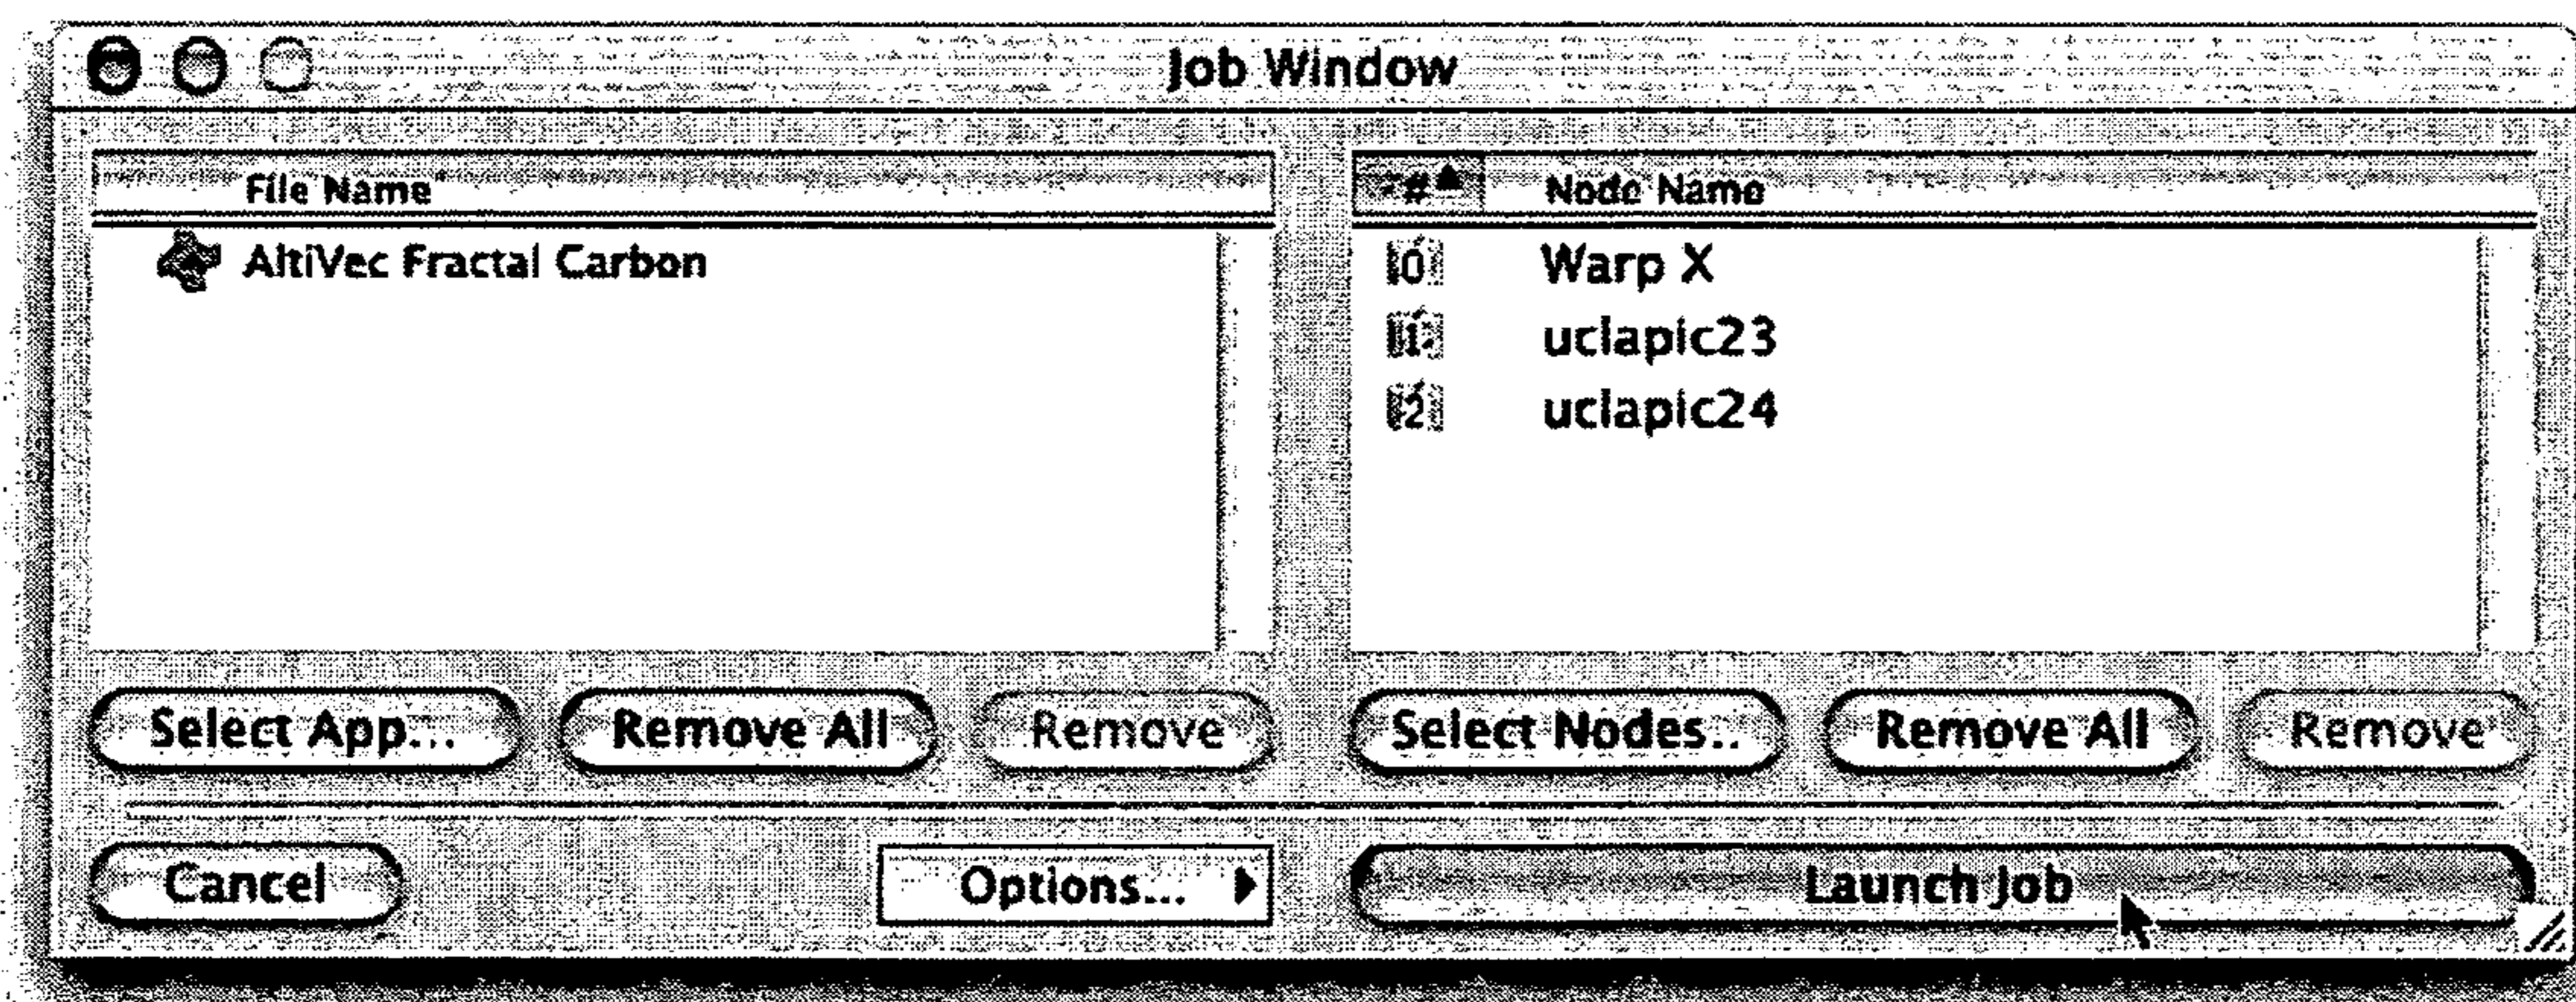 Job Window
File Name
AltiVec Fractal Carbon
# Node Name
0 Warp X
1 uclapic23
2 uclapic24
Select App... Remove All Remove
Select Nodes... Remove All Remove
Cancel Options... Launch Job